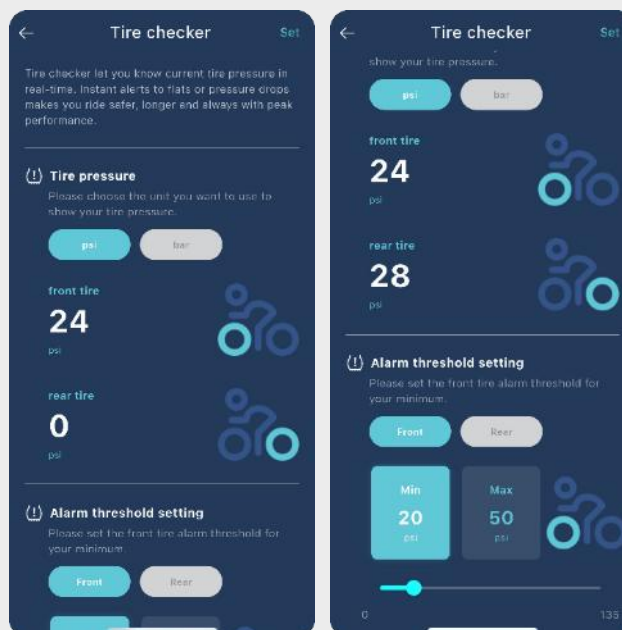 Tire checker
Set
Tire checker let you know current tire pressure in
real-time. Instant alerts to flats or pressure drops
makes you ride safer, longer and always with peak
performance.
Tire pressure
Please choose the unit you want to use to
show your tire pressure.
psi
bar
front tire
24
psi
rear tire
0
psi
Alarm threshold setting
Please set the front tire alarm threshold for
your minimum
Front
Rear
Tire checker
Set
show your tire pressure.
psi
bar
front tire
24
psi
rear tire
28
psi
Alarm threshold setting
Please set the front tire alarm threshold for
your minimum.
Front
Rear
Min
20
psi
Max
50
psi
0
135